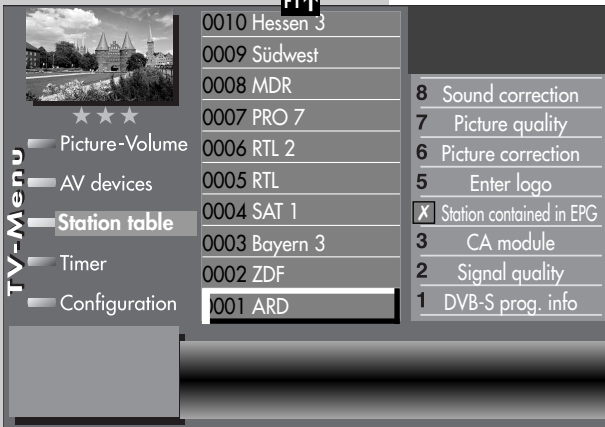 TV-Menu
Picture-Volume
AV devices
Station table
Timer
Configuration
0010 Hessen 3
0009 Südwest
0008 MDR
0007 PRO 7
0006 RTL 2
0005 RTL
0004 SAT 1
0003 Bayern 3
0002 ZDF
0001 ARD
8 Sound correction
7 Picture quality
6 Picture correction
5 Enter logo
✗ Station contained in EPG
3 CA module
2 Signal quality
1 DVB-S prog. info